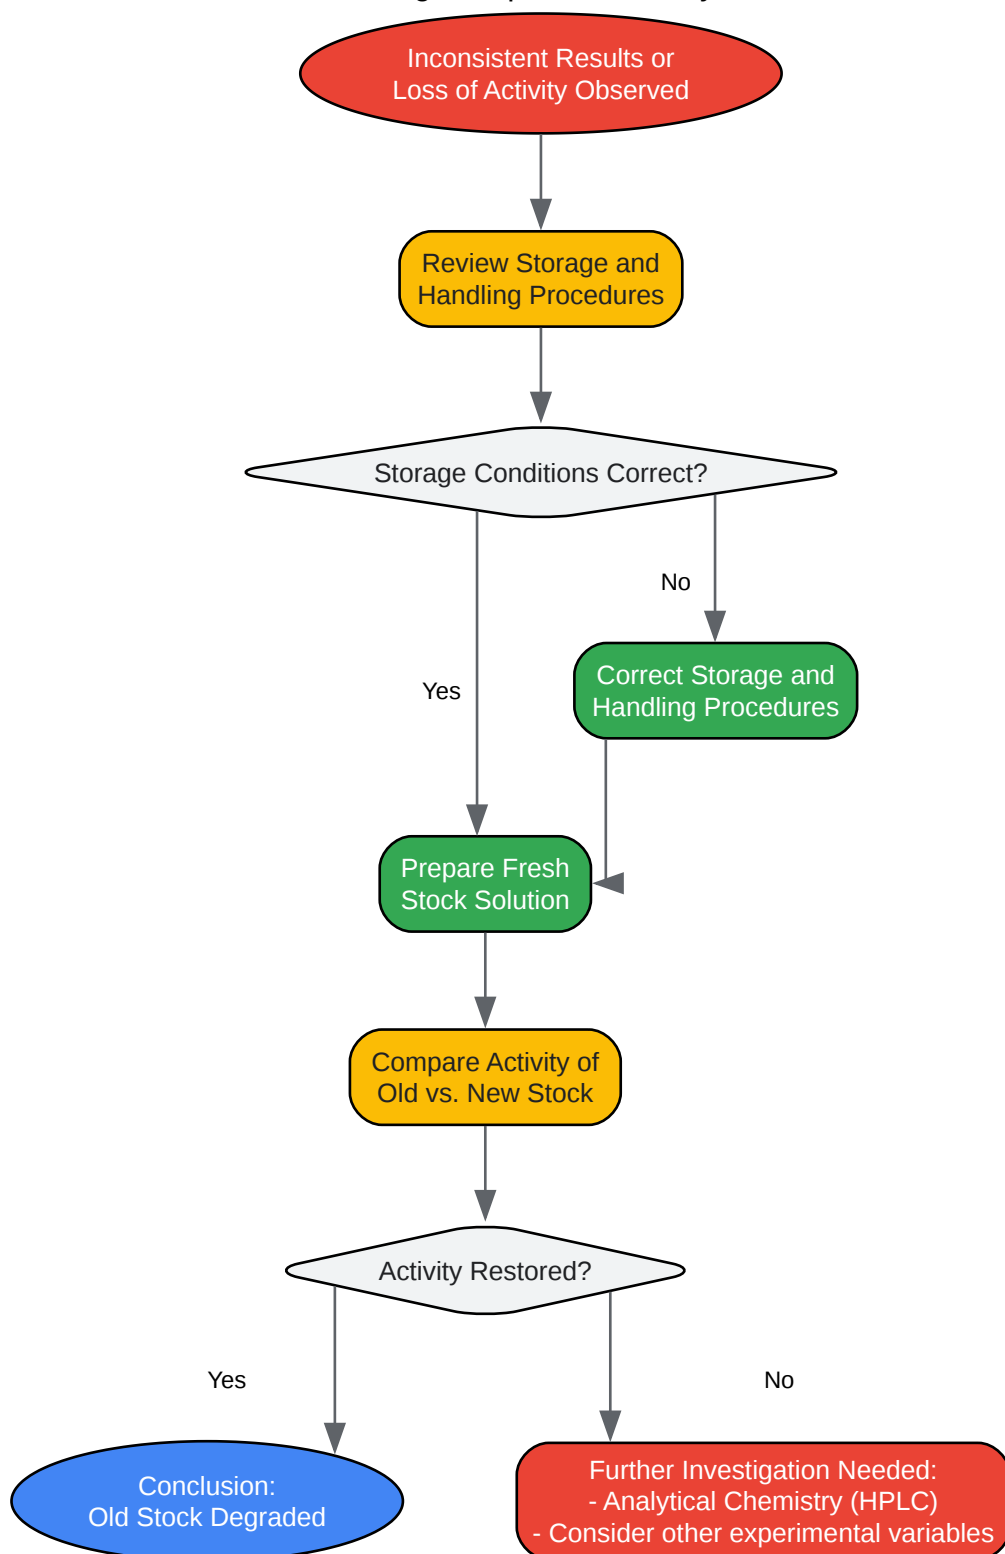 Inconsistent Results or
Loss of Activity Observed
Review Storage and
Handling Procedures
Storage Conditions Correct?
No
Correct Storage and
Handling Procedures
Yes
Prepare Fresh
Stock Solution
Compare Activity of
Old vs. New Stock
Activity Restored?
Yes
No
Conclusion:
Old Stock Degraded
Further Investigation Needed:
- Analytical Chemistry (HPLC)
- Consider other experimental variables